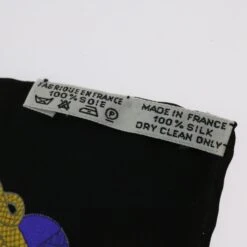 FABRIQUE EN FRANCE
100% SOIE
MADE IN FRANCE
100% SILK
DRY CLEAN ONLY